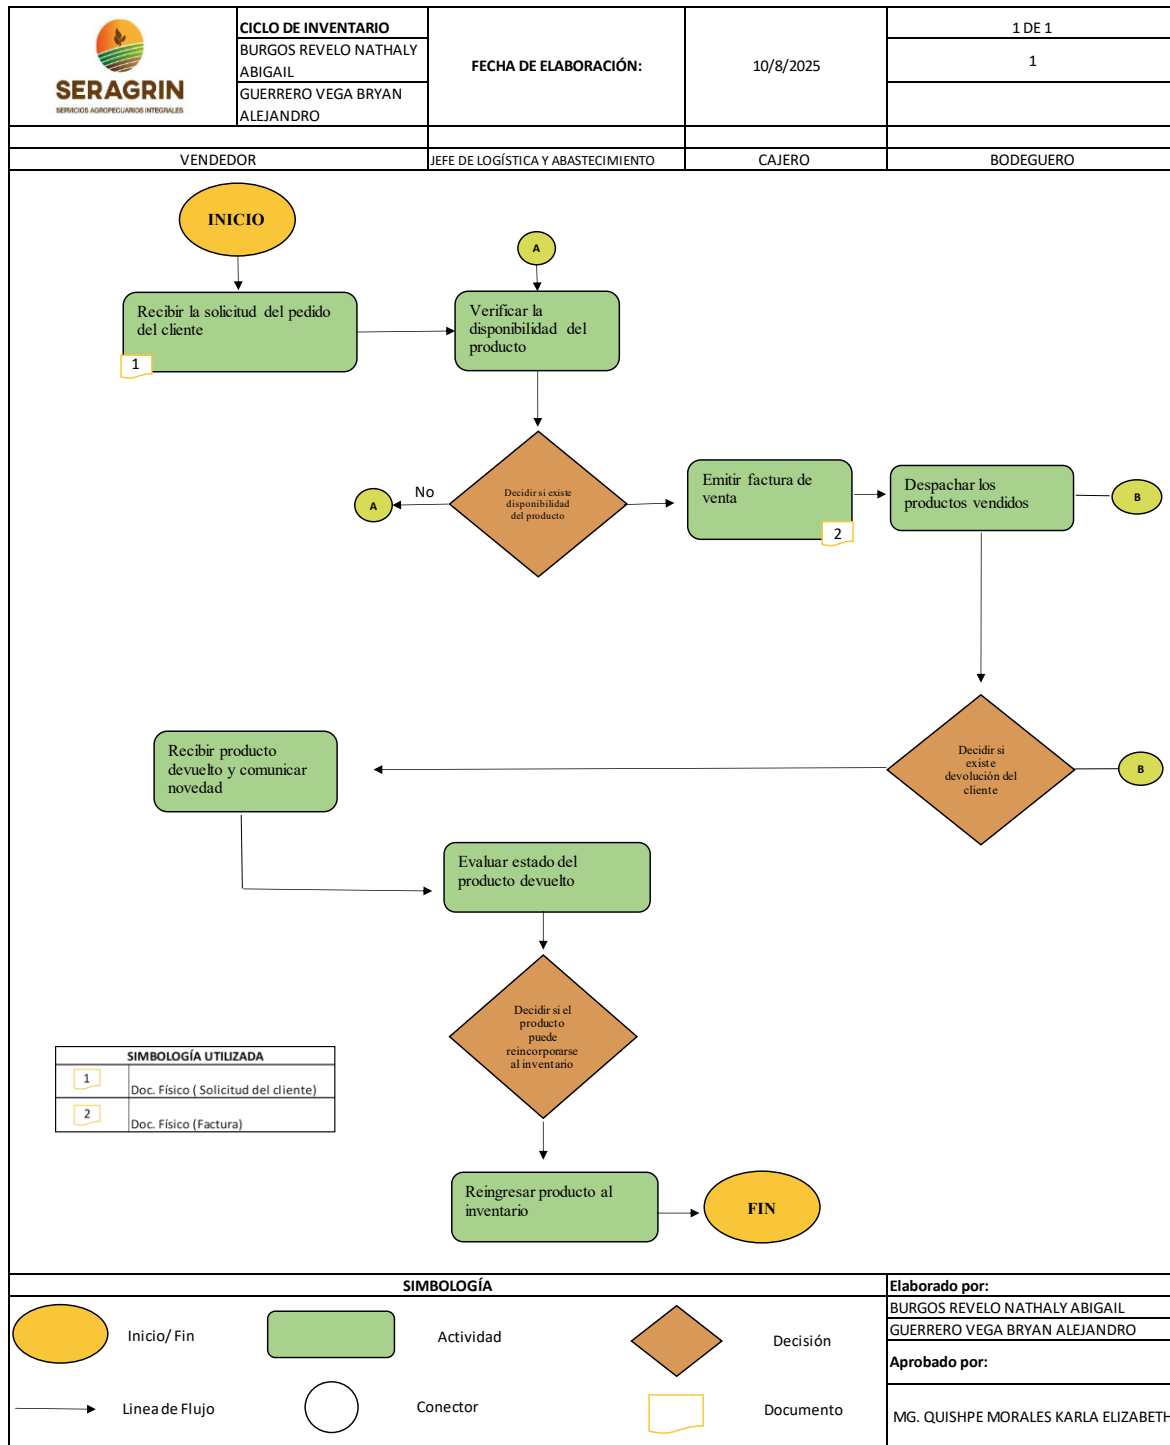 SERAGRIN
SERVICIOS AGROPECUARIOS INTEGRALES
CICLO DE INVENTARIO
BURGOS REVELO NATHALY
ABIGAIL
GUERRERO VEGA BRYAN
ALEJANDRO
FECHA DE ELABORACIÓN:
10/8/2025
1 DE 1
1
VENDEDOR
JEFE DE LOGÍSTICA Y ABASTECIMIENTO
CAJERO
BODEGUERO
INICIO
A
Recibir la solicitud del pedido
del cliente
1
Verificar la
disponibilidad del
producto
A
No
Decidir si existe
disponibilidad
del producto
Emitir factura de
venta
2
Despachar los
productos vendidos
B
Recibir producto
devuelto y comunicar
novedad
Decidir si
existe
devolución del
cliente
B
Evaluar estado del
producto devuelto
Decidir si el
producto
puede
reincorporarse
al inventario
SIMBOLOGÍA UTILIZADA
1
Doc. Físico ( Solicitud del cliente)
2
Doc. Físico (Factura)
Reingresar producto al
inventario
FIN
SIMBOLOGÍA
Inicio/ Fin
Actividad
Decisión
Linea de Flujo
Conector
Documento
Elaborado por:
BURGOS REVELO NATHALY ABIGAIL
GUERRERO VEGA BRYAN ALEJANDRO
Aprobado por:
MG. QUISHPE MORALES KARLA ELIZABETH